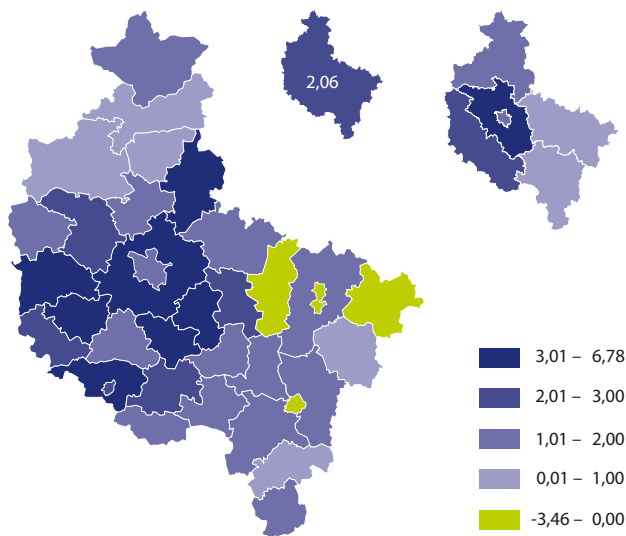 2,06
3,01 – 6,78
2,01 – 3,00
1,01 – 2,00
0,01 – 1,00
-3,46 – 0,00